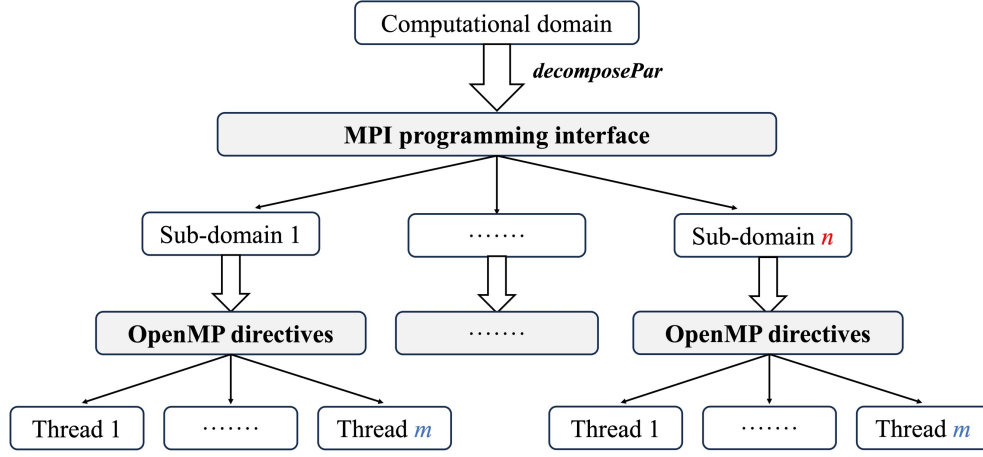 Computational domain
decomposePar
MPI programming interface
Sub-domain 1
.......
Sub-domain n
OpenMP directives
.......
OpenMP directives
Thread 1
.......
Thread m
Thread 1
.......
Thread m